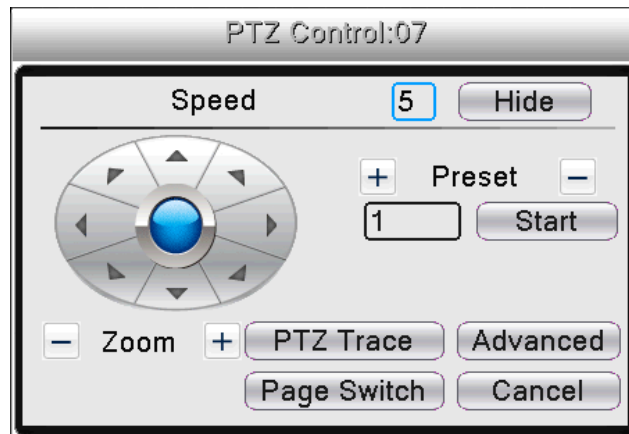 PTZ Control:07
Speed 5 Hide
+ Preset −
1 Start
− Zoom + PTZ Trace Advanced
Page Switch Cancel